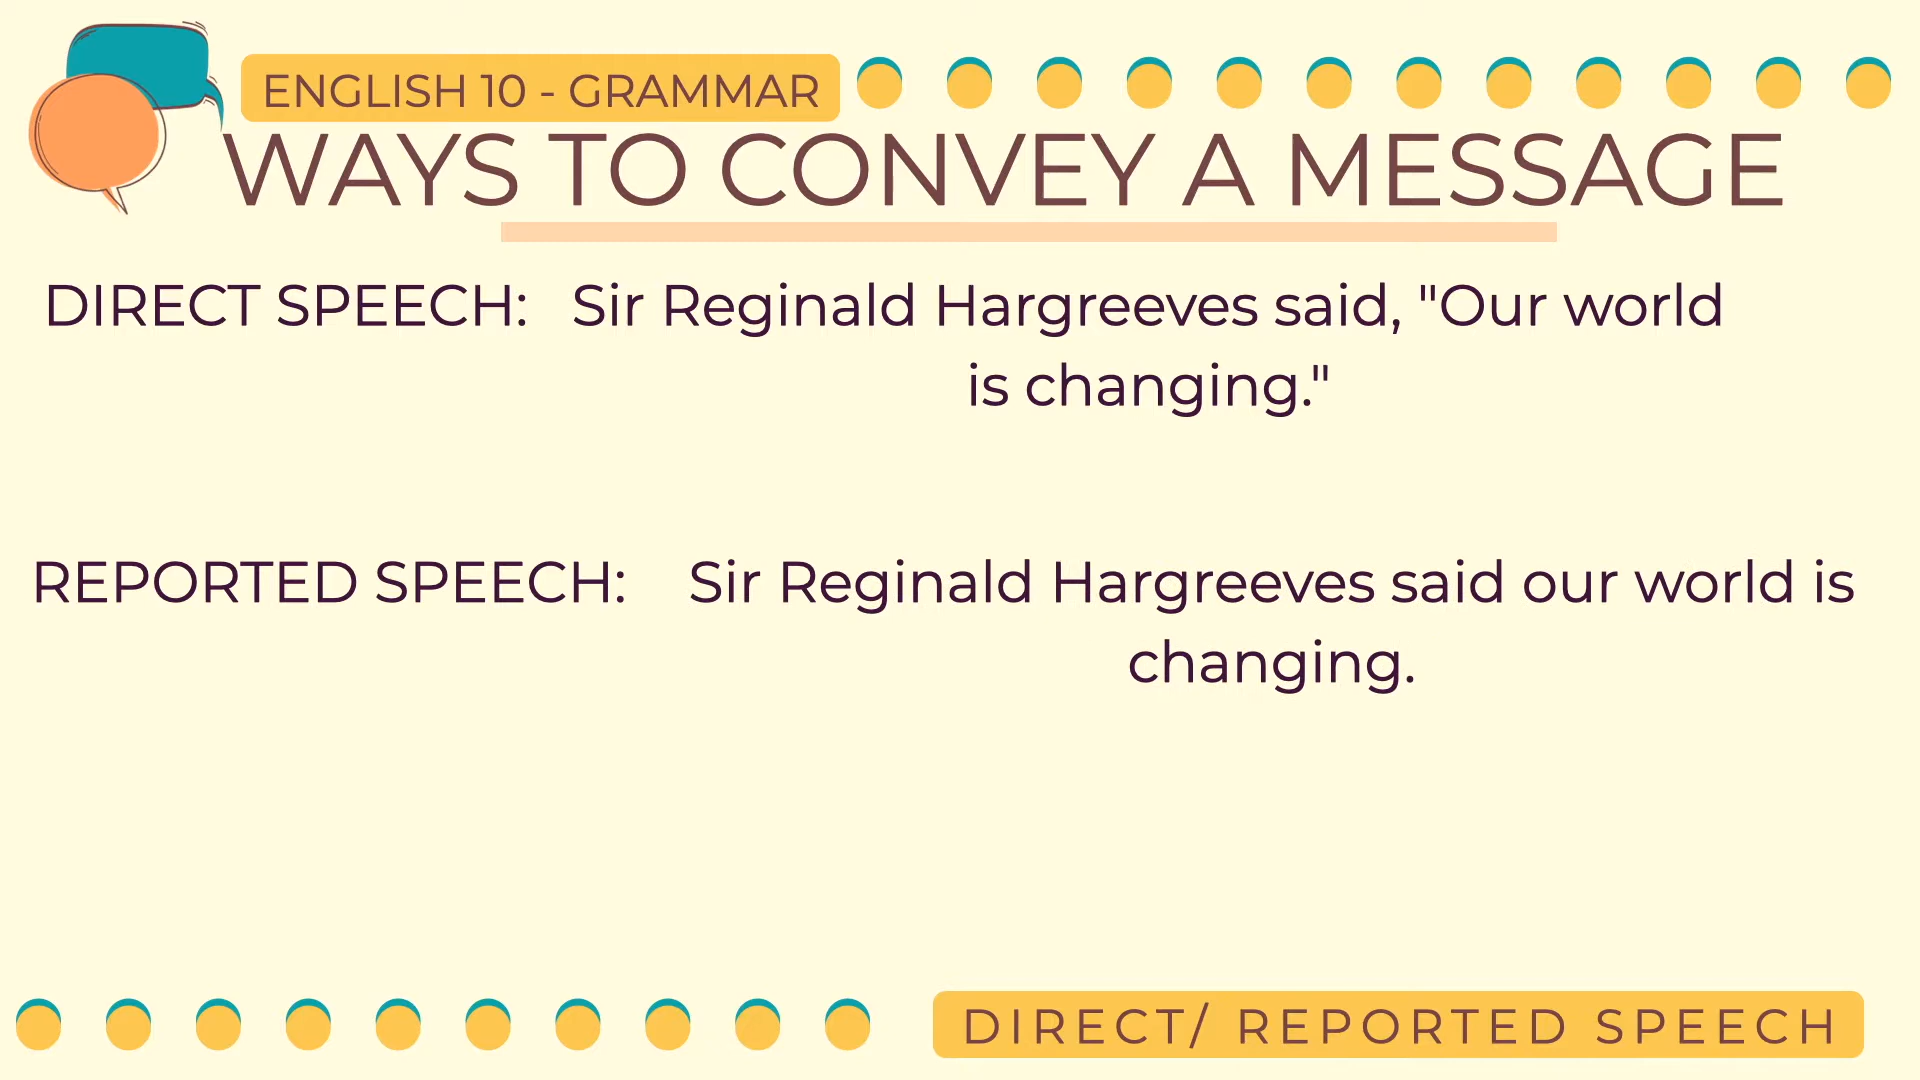 ENGLISH 10 - GRAMMAR
WAYS TO CONVEY A MESSAGE
DIRECT SPEECH: Sir Reginald Hargreeves said, "Our world
is changing."
REPORTED SPEECH: Sir Reginald Hargreeves said our world is
changing.
DIRECT/ REPORTED SPEECH